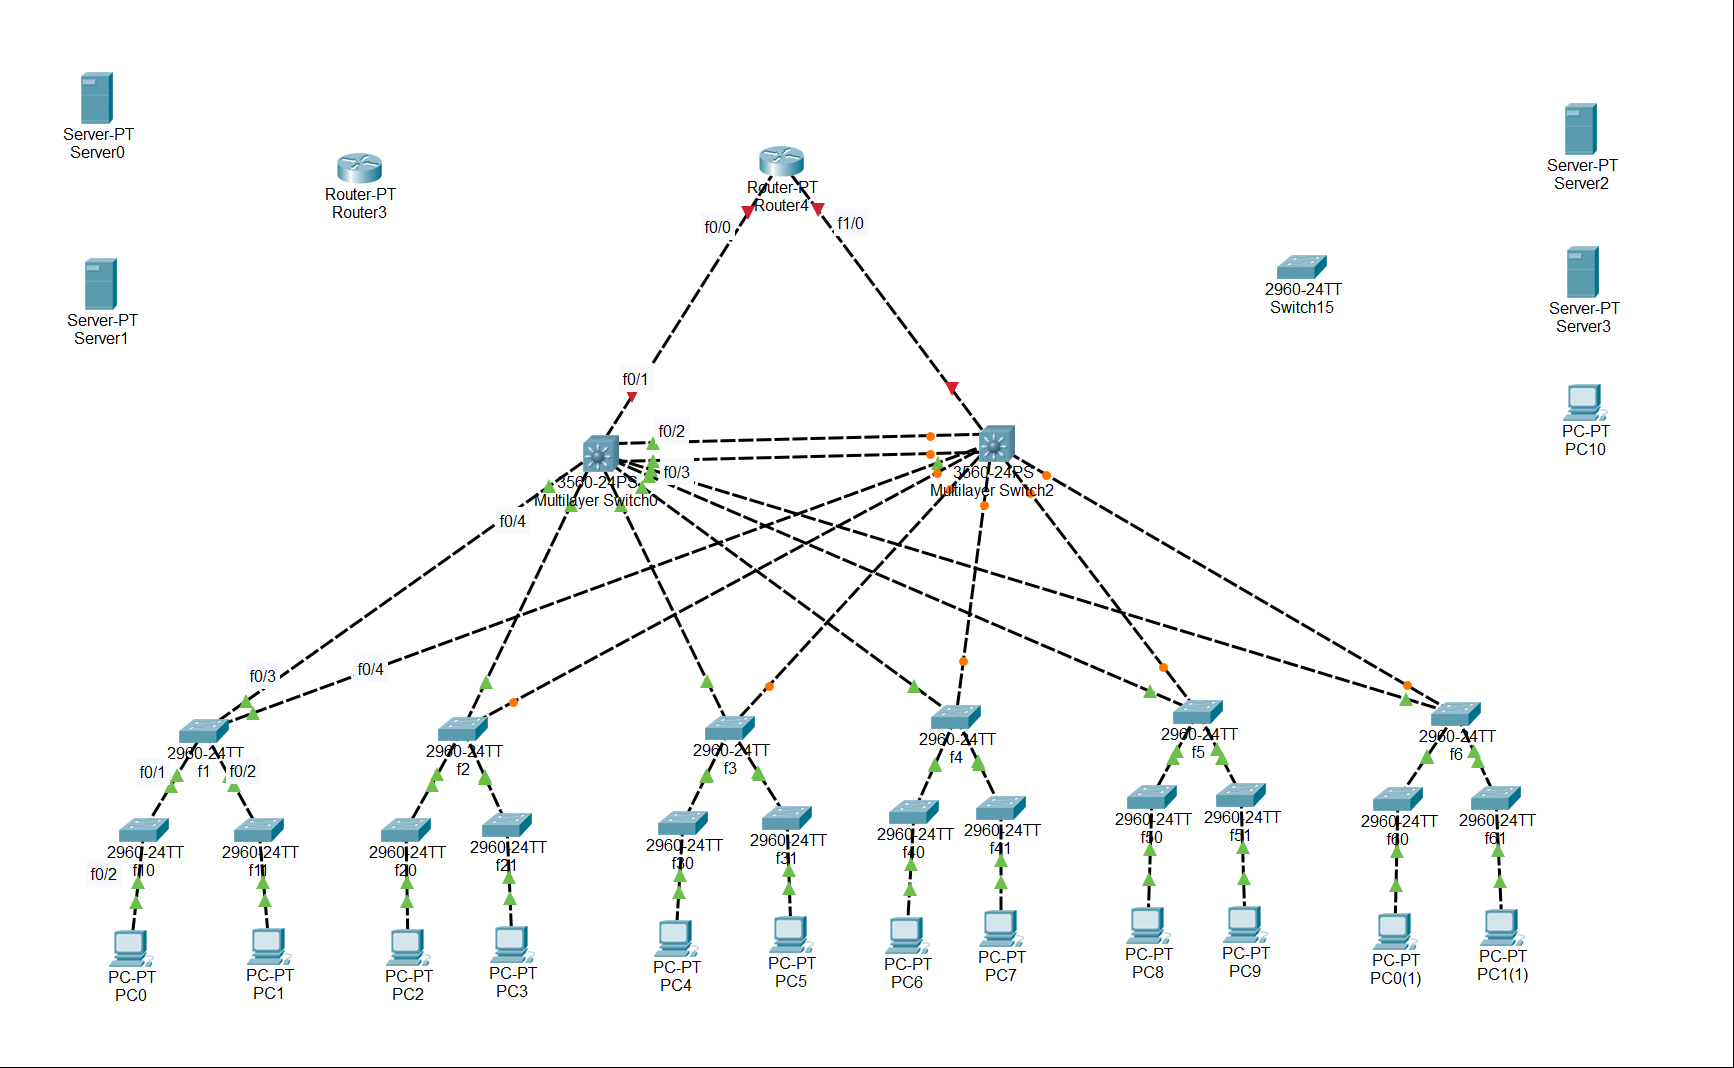 Server-PT
Server0
Router-PT
Router3
Router-PT
Router4
Server-PT
Server2
f0/0
f1/0
Server-PT
Server1
2960-24TT
Switch15
Server-PT
Server3
f0/1
PC-PT
PC10
f0/2
f0/3
3560-24PS
Multilayer Switch0
3560-24PS
Multilayer Switch2
f0/4
f0/3
f0/4
2960-24TT
f1
2960-24TT
f2
2960-24TT
f3
2960-24TT
f4
2960-24TT
f5
2960-24TT
f6
f0/1
f0/2
2960-24TT
f10
2960-24TT
f11
2960-24TT
f20
2960-24TT
f21
2960-24TT
f30
2960-24TT
f31
2960-24TT
f40
2960-24TT
f41
2960-24TT
f50
2960-24TT
f51
2960-24TT
f60
2960-24TT
f61
f0/2
PC-PT
PC0
PC-PT
PC1
PC-PT
PC2
PC-PT
PC3
PC-PT
PC4
PC-PT
PC5
PC-PT
PC6
PC-PT
PC7
PC-PT
PC8
PC-PT
PC9
PC-PT
PC0(1)
PC-PT
PC1(1)